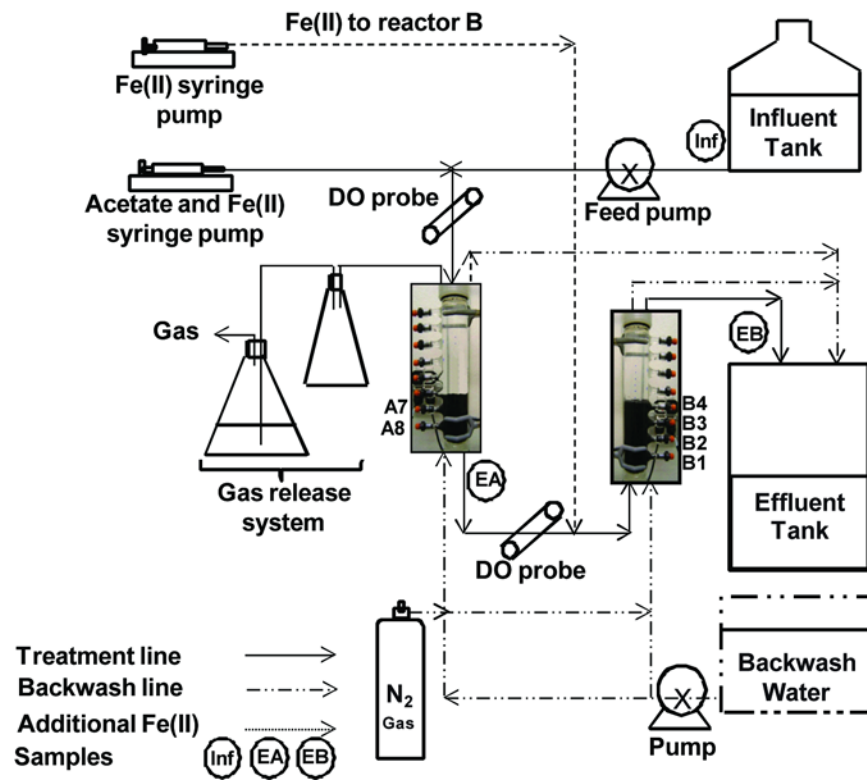 Fe(II) to reactor B
Fe(II) syringe
pump
Inf
Influent
Tank
Acetate and Fe(II)
syringe pump
DO probe
X
Feed pump
Gas
EB
A7
A8
B4
B3
B2
B1
EA
Gas release
system
Effluent
Tank
DO probe
Treatment line
Backwash line
Additional Fe(II)
Samples
Inf EA EB
N2
Gas
X
Pump
Backwash
Water